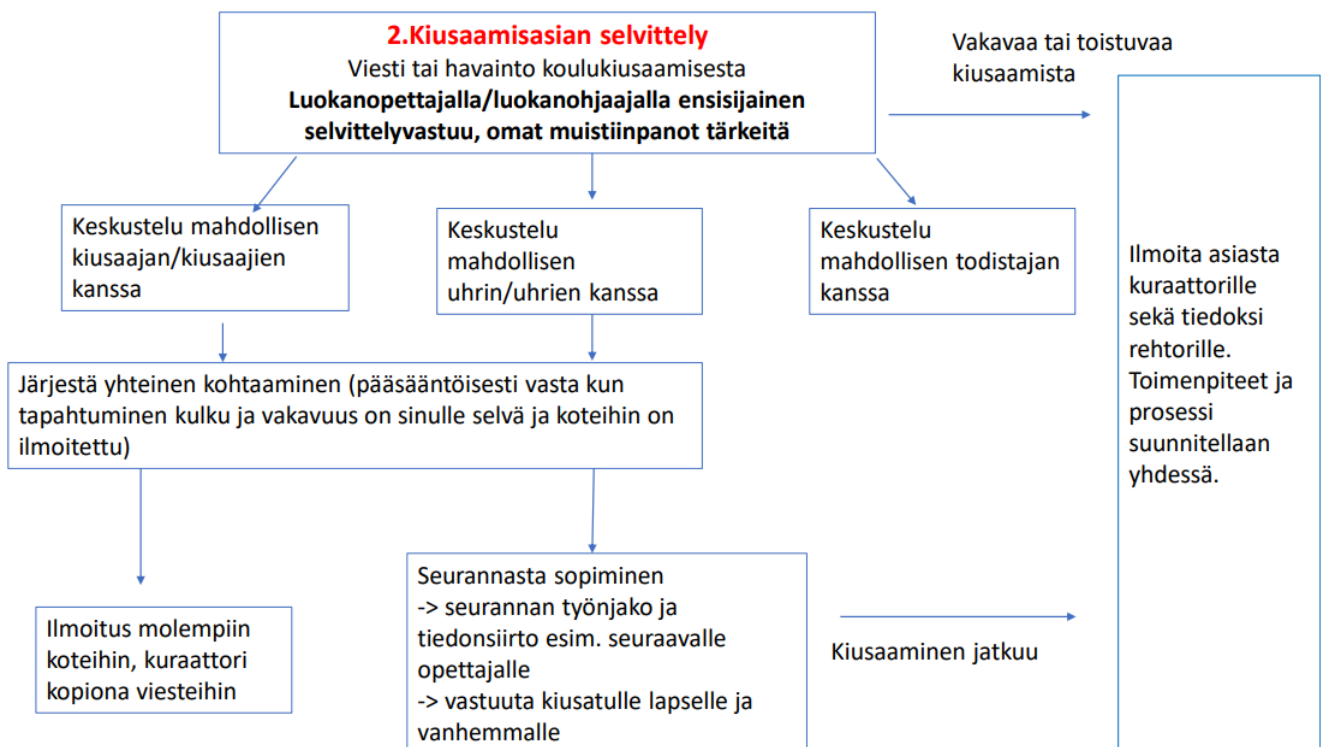 2.Kiusaamisasian selvittely
Viesti tai havainto koulukiusaamisesta
Luokanopettajalla/luokanohjaajalla ensisijainen
selvittelyvastuu, omat muistiinpanot tärkeitä
Vakavaa tai toistuvaa
kiusaamista
Keskustelu mahdollisen
kiusaajan/kiusaajien
kanssa
Keskustelu
mahdollisen
uhrin/uhrien kanssa
Keskustelu
mahdollisen todistajan
kanssa
Ilmoita asiasta
kuraattorille
sekä tiedoksi
rehtorille.
Toimenpiteet ja
prosessi
suunnitellaan
yhdessä.
Järjestä yhteinen kohtaaminen (pääsääntöisesti vasta kun
tapahtuminen kulku ja vakavuus on sinulle selvä ja koteihin on
ilmoitettu)
Ilmoitus molempiin
koteihin, kuraattori
kopiona viesteihin
Seurannasta sopiminen
-> seurannan työnjako ja
tiedonsiirto esim. seuraavalle
opettajalle
-> vastuuta kiusatulle lapselle ja
vanhemmalle
Kiusaaminen jatkuu